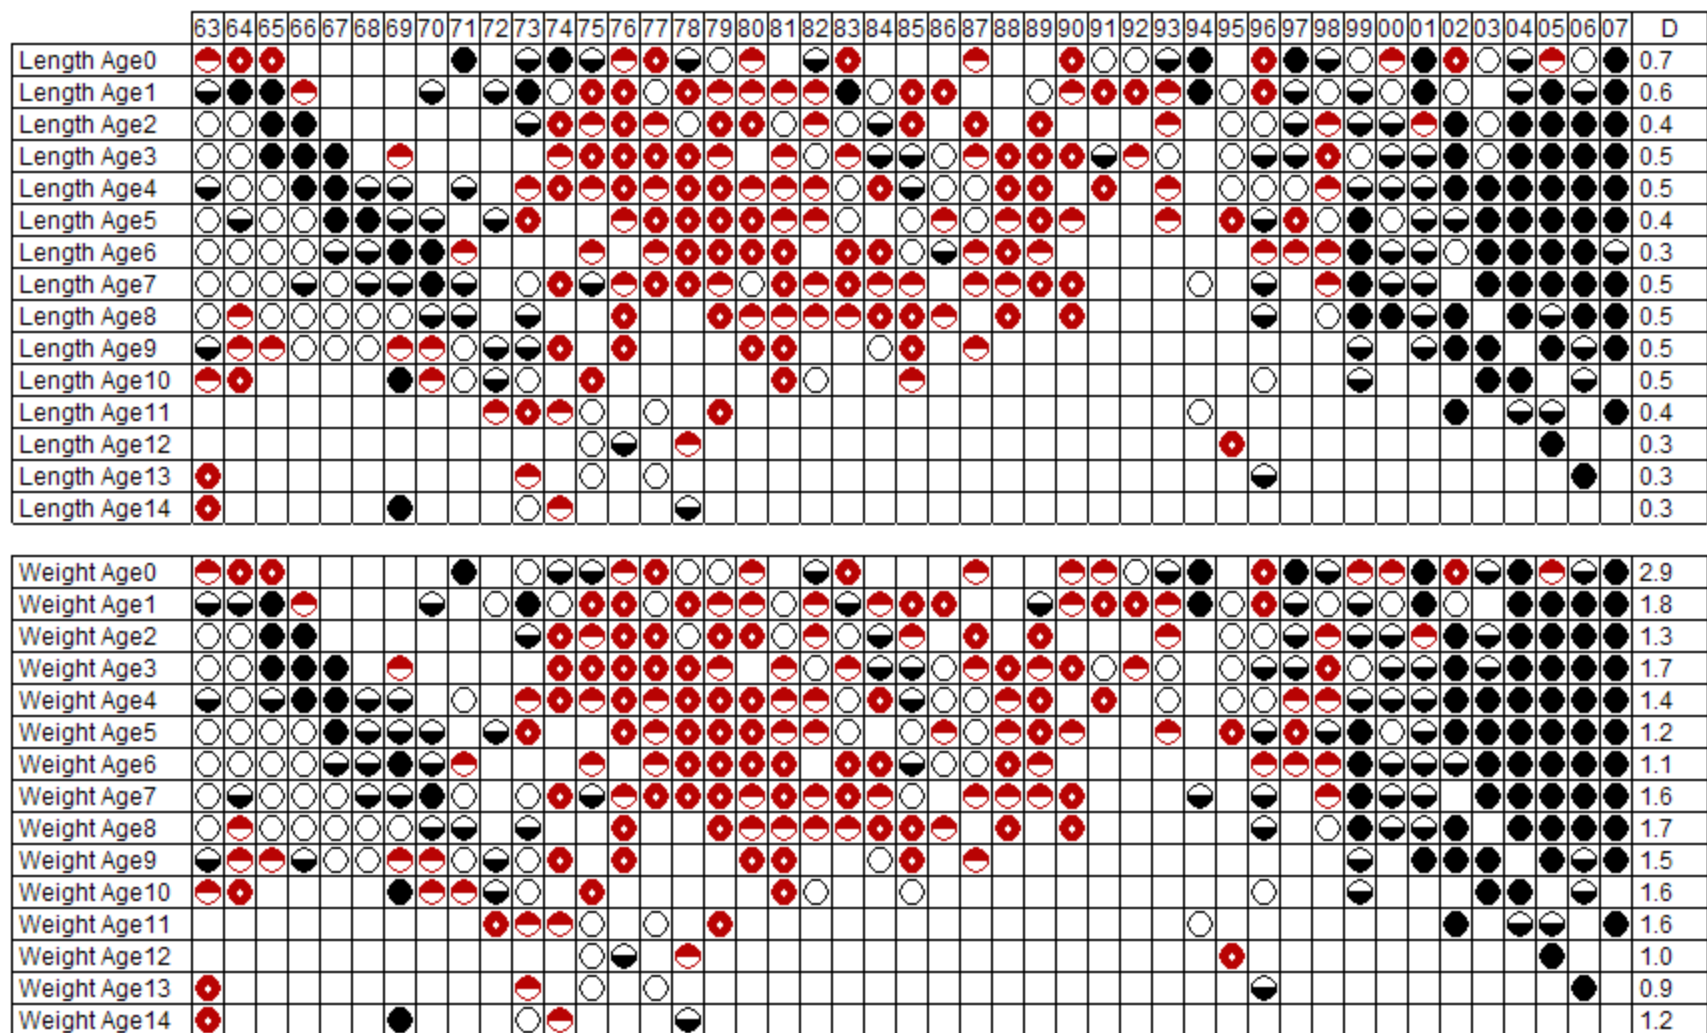 63 64 65 66 67 68 69 70 71 72 73 74 75 76 77 78 79 80 81 82 83 84 85 86 87 88 89 90 91 92 93 94 95 96 97 98 99 00 01 02 03 04 05 06 07 D
Length Age0 0.7
Length Age1 0.6
Length Age2 0.4
Length Age3 0.5
Length Age4 0.5
Length Age5 0.4
Length Age6 0.3
Length Age7 0.5
Length Age8 0.5
Length Age9 0.5
Length Age10 0.5
Length Age11 0.4
Length Age12 0.3
Length Age13 0.3
Length Age14 0.3
Weight Age0 2.9
Weight Age1 1.8
Weight Age2 1.3
Weight Age3 1.7
Weight Age4 1.4
Weight Age5 1.2
Weight Age6 1.1
Weight Age7 1.6
Weight Age8 1.7
Weight Age9 1.5
Weight Age10 1.6
Weight Age11 1.6
Weight Age12 1.0
Weight Age13 0.9
Weight Age14 1.2